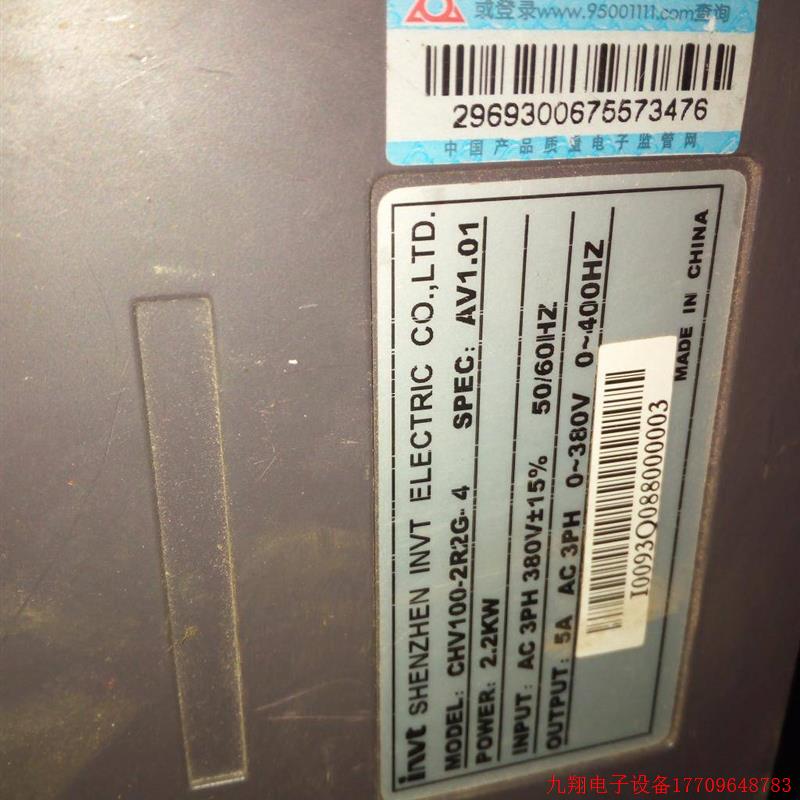 或登录www.95001111.com查询
2969300675573476
中国产品质量电子监管网
invt SHENZHEN INVT ELECTRIC CO.,LTD.
MODEL: CHV100-2R2G-4 SPEC: AV1.01
POWER: 2.2KW
INPUT: AC 3PH 380V±15% 50/60HZ
OUTPUT: 5A AC 3PH 0~380V 0~400HZ
I0093Q088000003
MADE IN CHINA
九翔电子设备17709648783